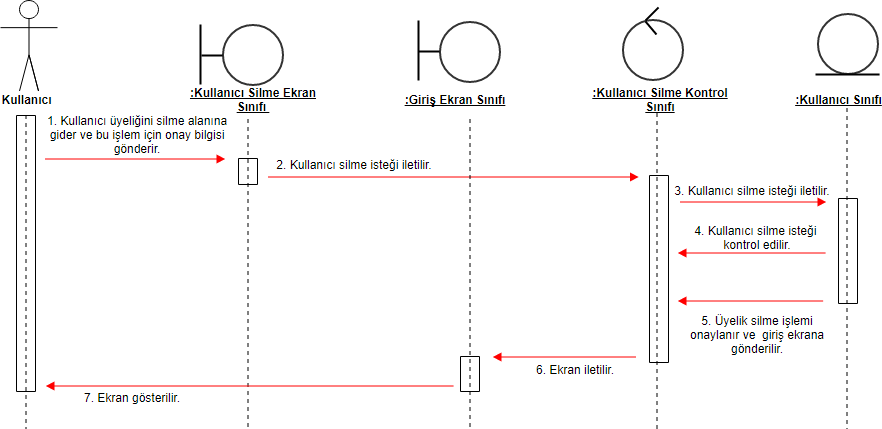 Kullanıcı
:Kullanıcı Silme Ekran
Sınıfı
:Giriş Ekran Sınıfı
:Kullanıcı Silme Kontrol
Sınıfı
:Kullanıcı Sınıfı
1. Kullanıcı üyeliğini silme alanına
gider ve bu işlem için onay bilgisi
gönderir.
2. Kullanıcı silme isteği iletilir.
3. Kullanıcı silme isteği iletilir.
4. Kullanıcı silme isteği
kontrol edilir.
5. Üyelik silme işlemi
onaylanır ve giriş ekrana
gönderilir.
6. Ekran iletilir.
7. Ekran gösterilir.